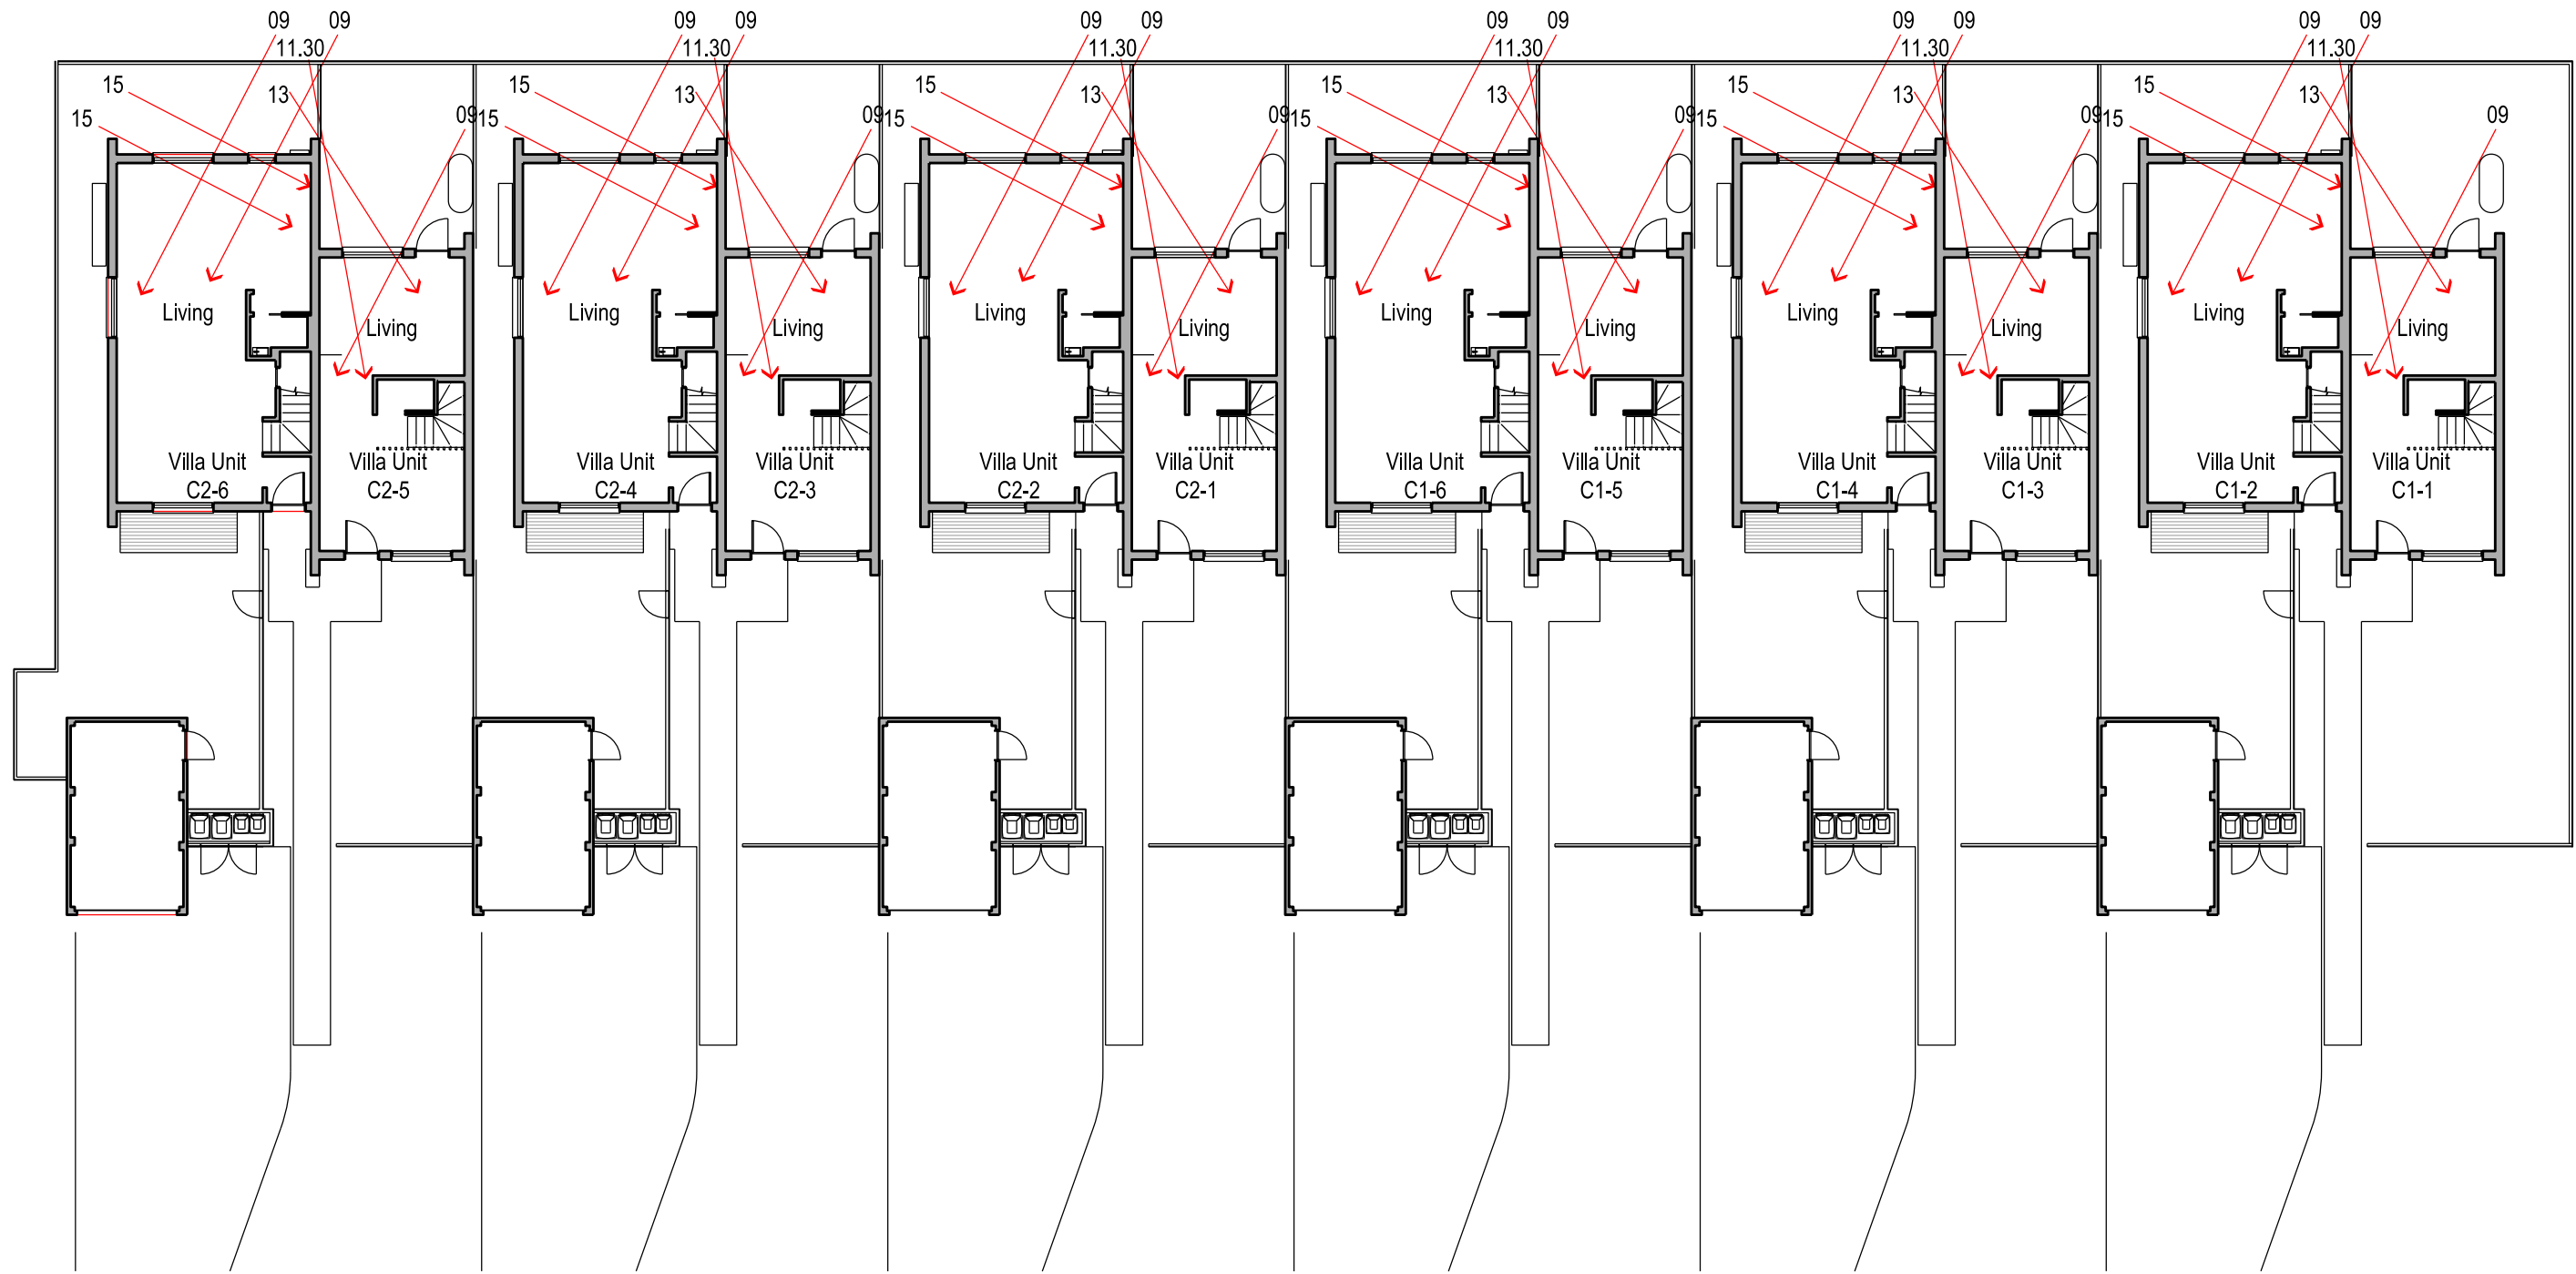 09 09 09 09 09 09 09 09 09 09 09 09
11.30 11.30 11.30 11.30 11.30 11.30
15 13 15 13 15 13 15 13 15 13 15 13
15 09 15 09 15 09 15 09 15 09 15 09
Living Living Living Living Living Living
Living Living Living Living Living Living
Villa Unit Villa Unit Villa Unit Villa Unit Villa Unit Villa Unit Villa Unit Villa Unit Villa Unit Villa Unit Villa Unit Villa Unit
C2-6 C2-5 C2-4 C2-3 C2-2 C2-1 C1-6 C1-5 C1-4 C1-3 C1-2 C1-1